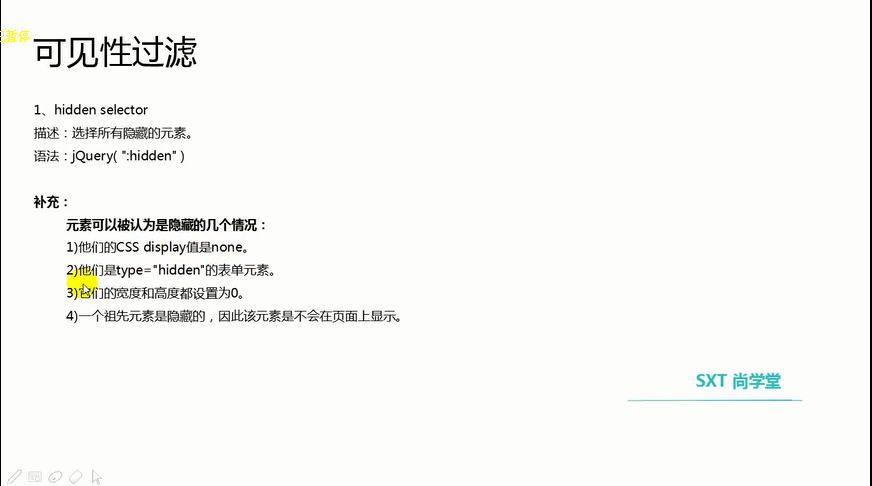 可见性过滤
1、hidden selector
描述：选择所有隐藏的元素。
语法：jQuery( ":hidden" )
补充：
元素可以被认为是隐藏的几个情况：
1)他们的CSS display值是none。
2)他们是type="hidden"的表单元素。
3)它们的宽度和高度都设置为0。
4)一个祖先元素是隐藏的，因此该元素是不会在页面上显示。
SXT 尚学堂